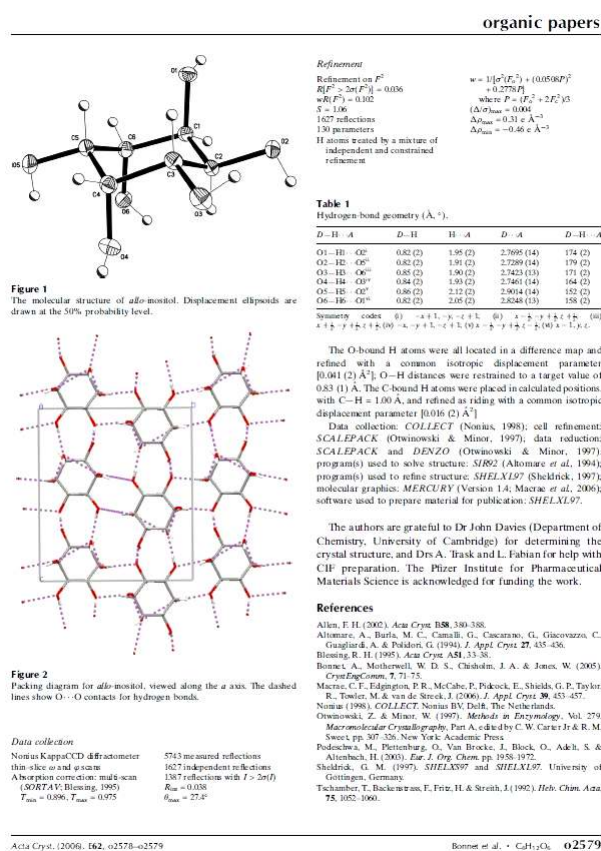 organic papers
O1
C1
C5
C6
O2
C2
O5
C3
C4
O6
O3
O4
Figure 1
The molecular structure of allo-inositol. Displacement ellipsoids are
drawn at the 50% probability level.
Figure 2
Packing diagram for allo-inositol, viewed along the a axis. The dashed
lines show O···O contacts for hydrogen bonds.
Data collection
Nonius KappaCCD diffractometer
thin-slice ω and φ scans
Absorption correction: multi-scan
(SORTAV; Blessing, 1995)
Tmin = 0.896, Tmax = 0.975
5743 measured reflections
1627 independent reflections
1387 reflections with I > 2σ(I)
Rint = 0.038
θmax = 27.4°
Refinement
Refinement on F²
R[F² > 2σ(F²)] = 0.036
wR(F²) = 0.102
S = 1.06
1627 reflections
130 parameters
H atoms treated by a mixture of
independent and constrained
refinement
w = 1/[σ²(Fo²) + (0.0508P)²
+ 0.2778P]
where P = (Fo² + 2Fc²)/3
(Δ/σ)max = 0.004
Δρmax = 0.31 e Å⁻³
Δρmin = −0.46 e Å⁻³
Table 1
Hydrogen-bond geometry (Å, °).
D—H···A D—H H···A D···A D—H···A
O1—H1···O2ⁱ 0.82 (2) 1.95 (2) 2.7695 (14) 174 (2)
O2—H2···O5ⁱⁱ 0.82 (2) 1.91 (2) 2.7289 (14) 179 (2)
O3—H3···O6ⁱⁱⁱ 0.85 (2) 1.90 (2) 2.7423 (13) 171 (2)
O4—H4···O3ⁱᵛ 0.84 (2) 1.93 (2) 2.7461 (14) 164 (2)
O5—H5···O2ᵛ 0.86 (2) 2.12 (2) 2.9014 (14) 152 (2)
O6—H6···O1ᵛⁱ 0.82 (2) 2.05 (2) 2.8248 (13) 158 (2)
Symmetry codes: (i) −x + 1, −y, −z + 1; (ii)
The O-bound H atoms were all located in a difference map and
refined with a common isotropic displacement parameter
[0.041 (2) Å²]; O—H distances were restrained to a target value of
0.83 (1) Å. The C-bound H atoms were placed in calculated positions,
with C—H = 1.00 Å, and refined as riding with a common isotropic
displacement parameter [0.016 (2) Å²]
Data collection: COLLECT (Nonius, 1998); cell refinement:
SCALEPACK (Otwinowski & Minor, 1997); data reduction:
SCALEPACK and DENZO (Otwinowski & Minor, 1997)
program(s) used to solve structure: SIR92 (Altomare et al., 1994);
program(s) used to refine structure: SHELXL97 (Sheldrick, 1997);
molecular graphics: MERCURY (Version 1.4; Macrae et al., 2006);
software used to prepare material for publication: SHELXL97.
The authors are grateful to Dr John Davies (Department of
Chemistry, University of Cambridge) for determining the
crystal structure, and Drs A. Trask and L. Fabian for help with
CIF preparation. The Pfizer Institute for Pharmaceutical
Materials Science is acknowledged for funding the work.
References
Allen, F. H. (2002). Acta Cryst. B58, 380–388.
Altomare, A., Burla, M. C., Camalli, G., Cascarano, G., Giacovazzo, C.,
Guagliardi, A. & Polidori, G. (1994). J. Appl. Cryst. 27, 435–436.
Blessing, R. H. (1995). Acta Cryst. A51, 33–38.
Bonnet, A., Motherwell, W. D. S., Chisholm, J. A. & Jones, W. (2005).
CrystEngComm, 7, 71–75.
Macrae, C. F., Edgington, P. R., McCabe, P., Pidcock, E., Shields, G. P., Taylor,
R., Towler, M. & van de Streek, J. (2006). J. Appl. Cryst. 39, 453–457.
Nonius (1998). COLLECT. Nonius BV, Delft, The Netherlands.
Otwinowski, Z. & Minor, W. (1997). Methods in Enzymology, Vol. 279,
Macromolecular Crystallography, Part A, edited by C. W. Carter Jr & R. M.
Sweet, pp. 307–326. New York: Academic Press.
Podeschwa, M., Plettenburg, O., Van Brocke, J., Block, O., Adelt, S. &
Altenbach, H. (2003). Eur. J. Org. Chem. pp. 1958–1972.
Sheldrick, G. M. (1997). SHELXS97 and SHELXL97. University of
Göttingen, Germany.
Tschamber, T., Backenstrass, F., Fritz, H. & Streith, J. (1992). Helv. Chim. Acta,
75, 1052–1060.
Acta Cryst. (2006). E62, o2578–o2579
Bonnet et al. • C6H12O6 o2579